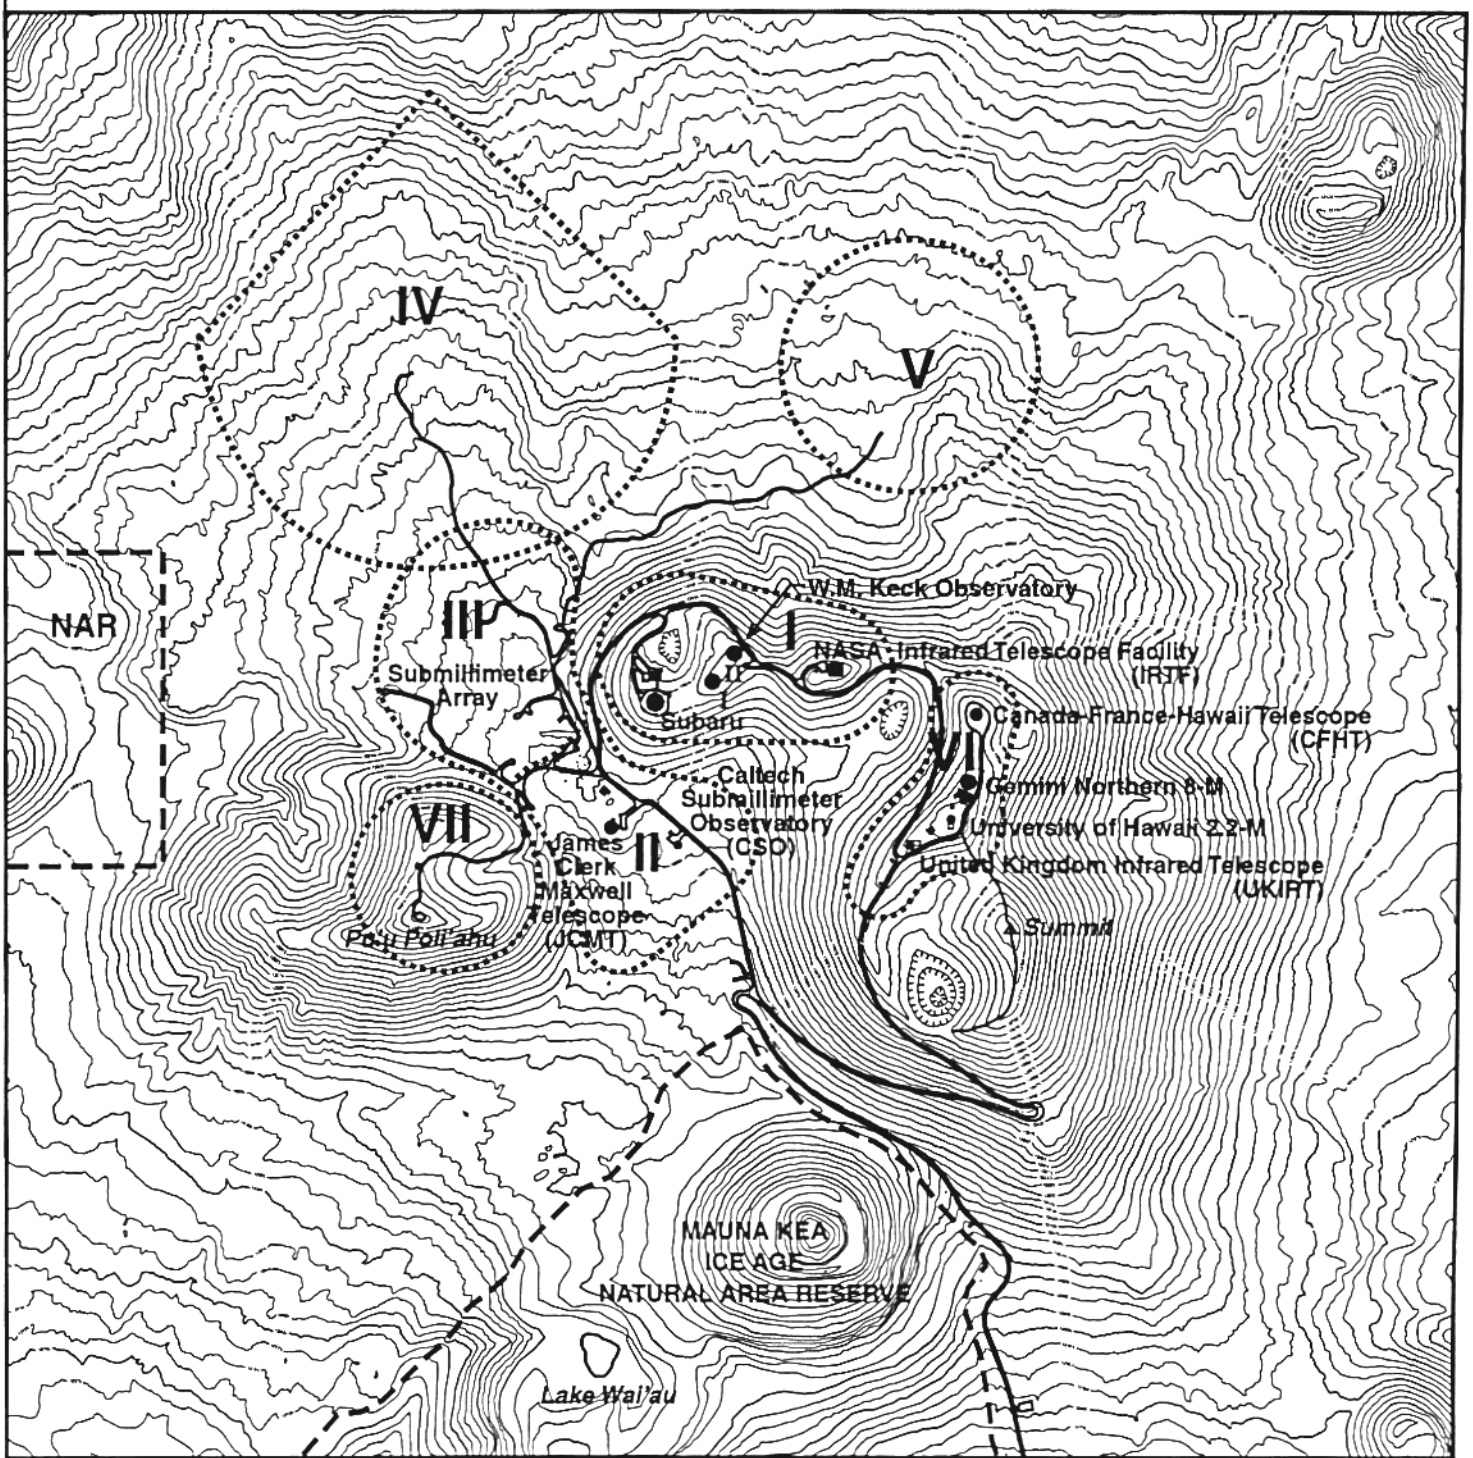 IV
V
W.M. Keck Observatory
I
NAR
III
NASA Infrared Telescope Facility
(IRTF)
Submillimeter
Array
II
I
Subaru
Canada-France-Hawaii Telescope
(CFHT)
VI
Caltech
Submillimeter
Observatory
(CSO)
Gemini Northern 8-M
VII
University of Hawaii 2.2-M
James
Clerk
Maxwell
Telescope
(JCMT)
II
United Kingdom Infrared Telescope
(UKIRT)
Pu'u Poli'ahu
Summit
MAUNA KEA
ICE AGE
NATURAL AREA RESERVE
Lake Wai'au